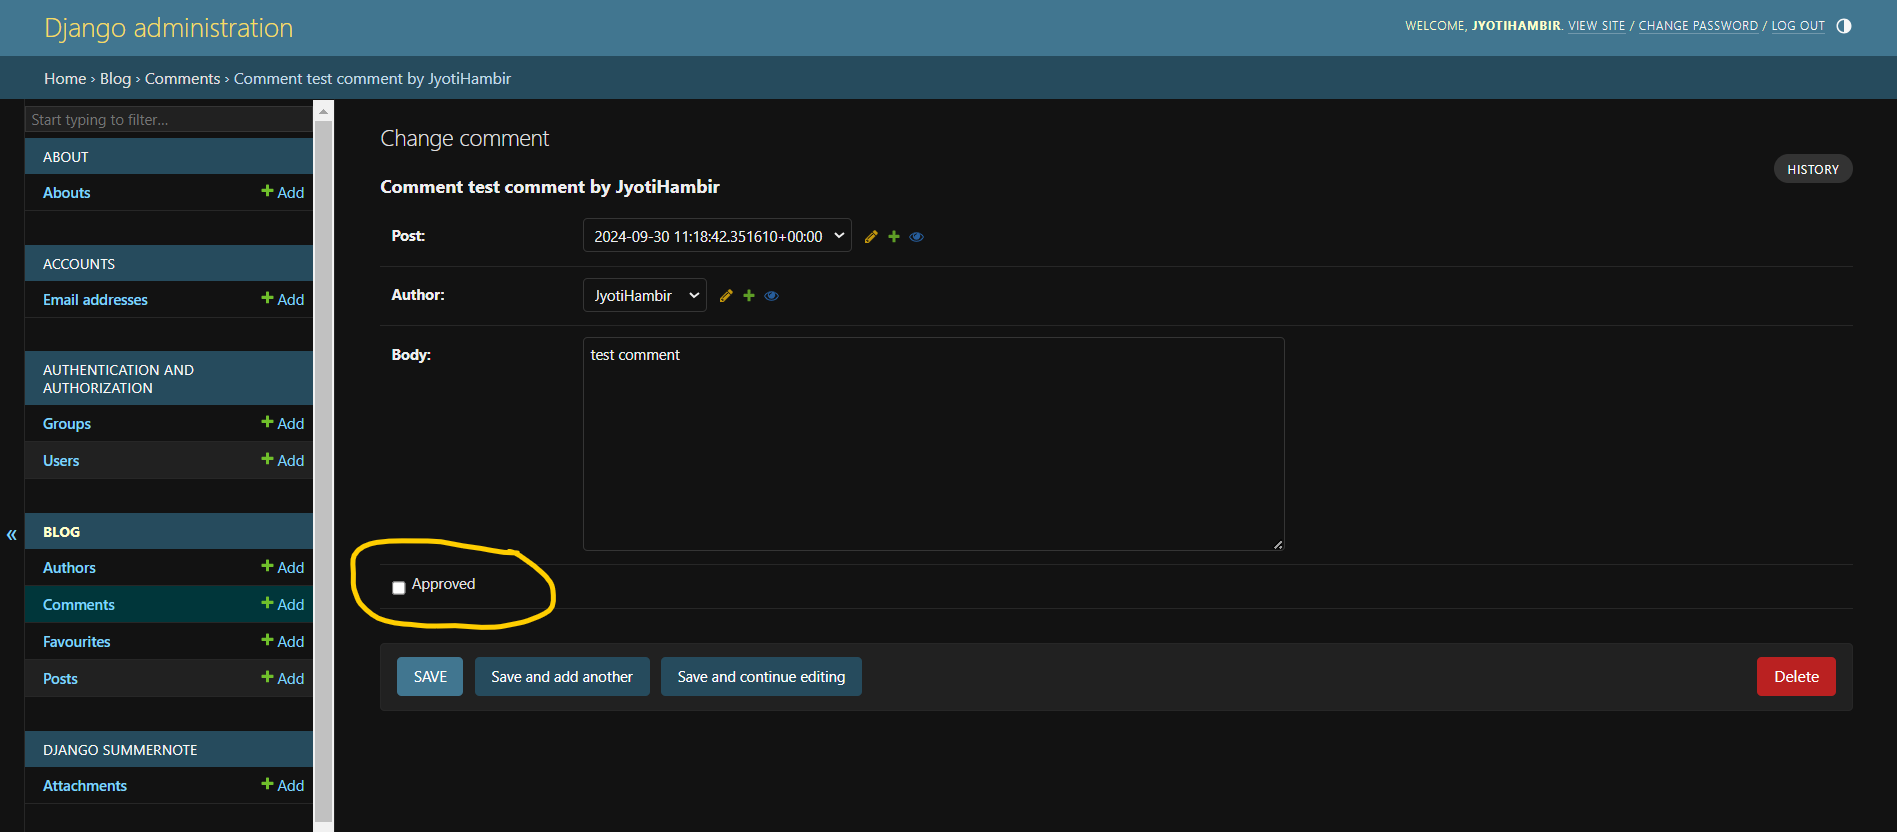 Django administration
WELCOME, JYOTIHAMBIR. VIEW SITE / CHANGE PASSWORD / LOG OUT
Home › Blog › Comments › Comment test comment by JyotiHambir
Start typing to filter...
ABOUT
Abouts + Add
ACCOUNTS
Email addresses + Add
AUTHENTICATION AND
AUTHORIZATION
Groups + Add
Users + Add
«
BLOG
Authors + Add
Comments + Add
Favourites + Add
Posts + Add
DJANGO SUMMERNOTE
Attachments + Add
Change comment
HISTORY
Comment test comment by JyotiHambir
Post: 2024-09-30 11:18:42.351610+00:00
Author: JyotiHambir
Body: test comment
Approved
SAVE Save and add another Save and continue editing Delete